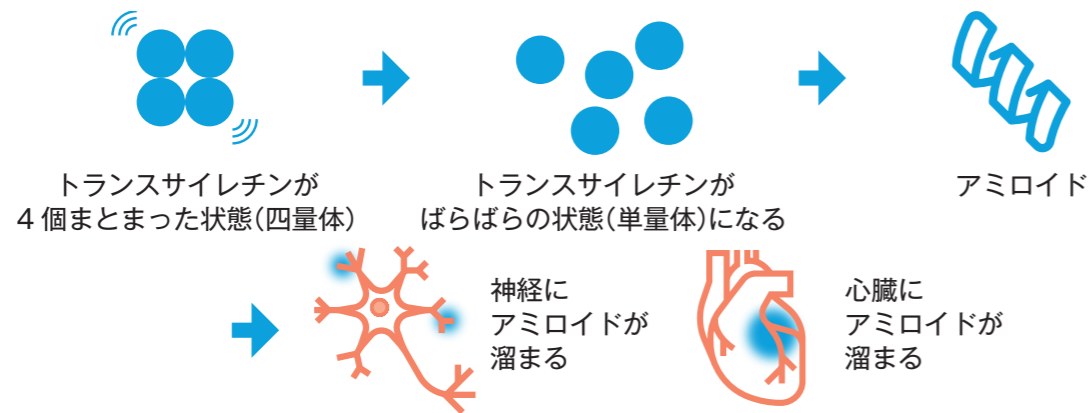 トランスサイレチンが
4個まとまった状態(四量体)
トランスサイレチンが
ばらばらの状態(単量体)になる
アミロイド
神経に
アミロイドが
溜まる
心臓に
アミロイドが
溜まる